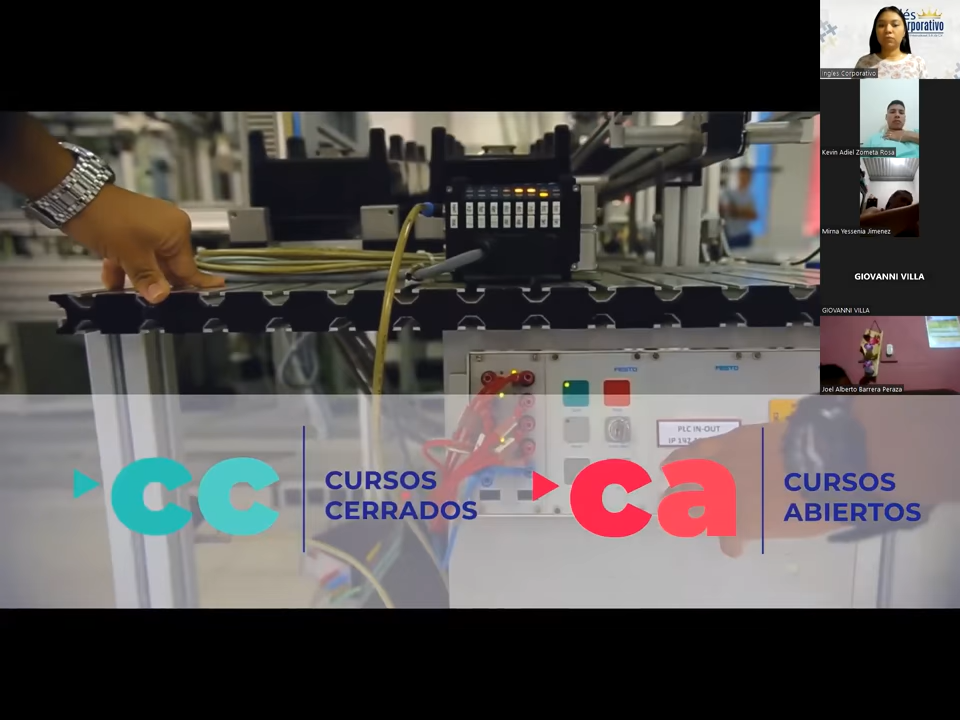 cc
CURSOS
CERRADOS
ca
CURSOS
ABIERTOS
FESTO
FESTO
PLC IN-OUT
Inglés Corporativo
Kevin Adiel Zometa Rosa
Mirna Yessenia Jimenez
GIOVANNI VILLA
GIOVANNI VILLA
Joel Alberto Barrera Peraza